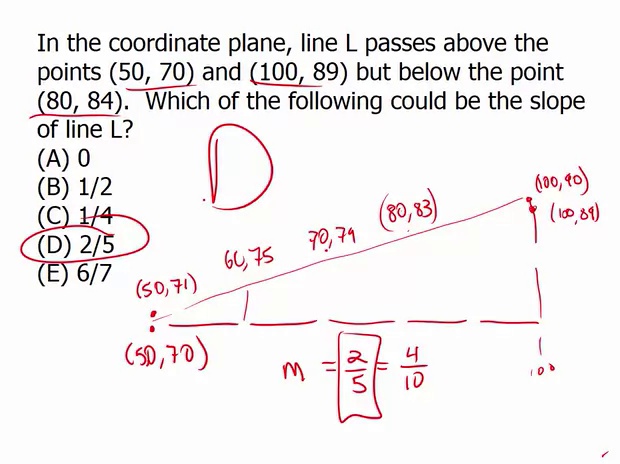 In the coordinate plane, line L passes above the
points (50, 70) and (100, 89) but below the point
(80, 84). Which of the following could be the slope
of line L?
(A) 0
(B) 1/2
(C) 1/4
(D) 2/5
(E) 6/7
D
(100,90)
(100,89)
(80,83)
70,79
60,75
(50,71)
(50,70)
m = 2/5 = 4/10
100